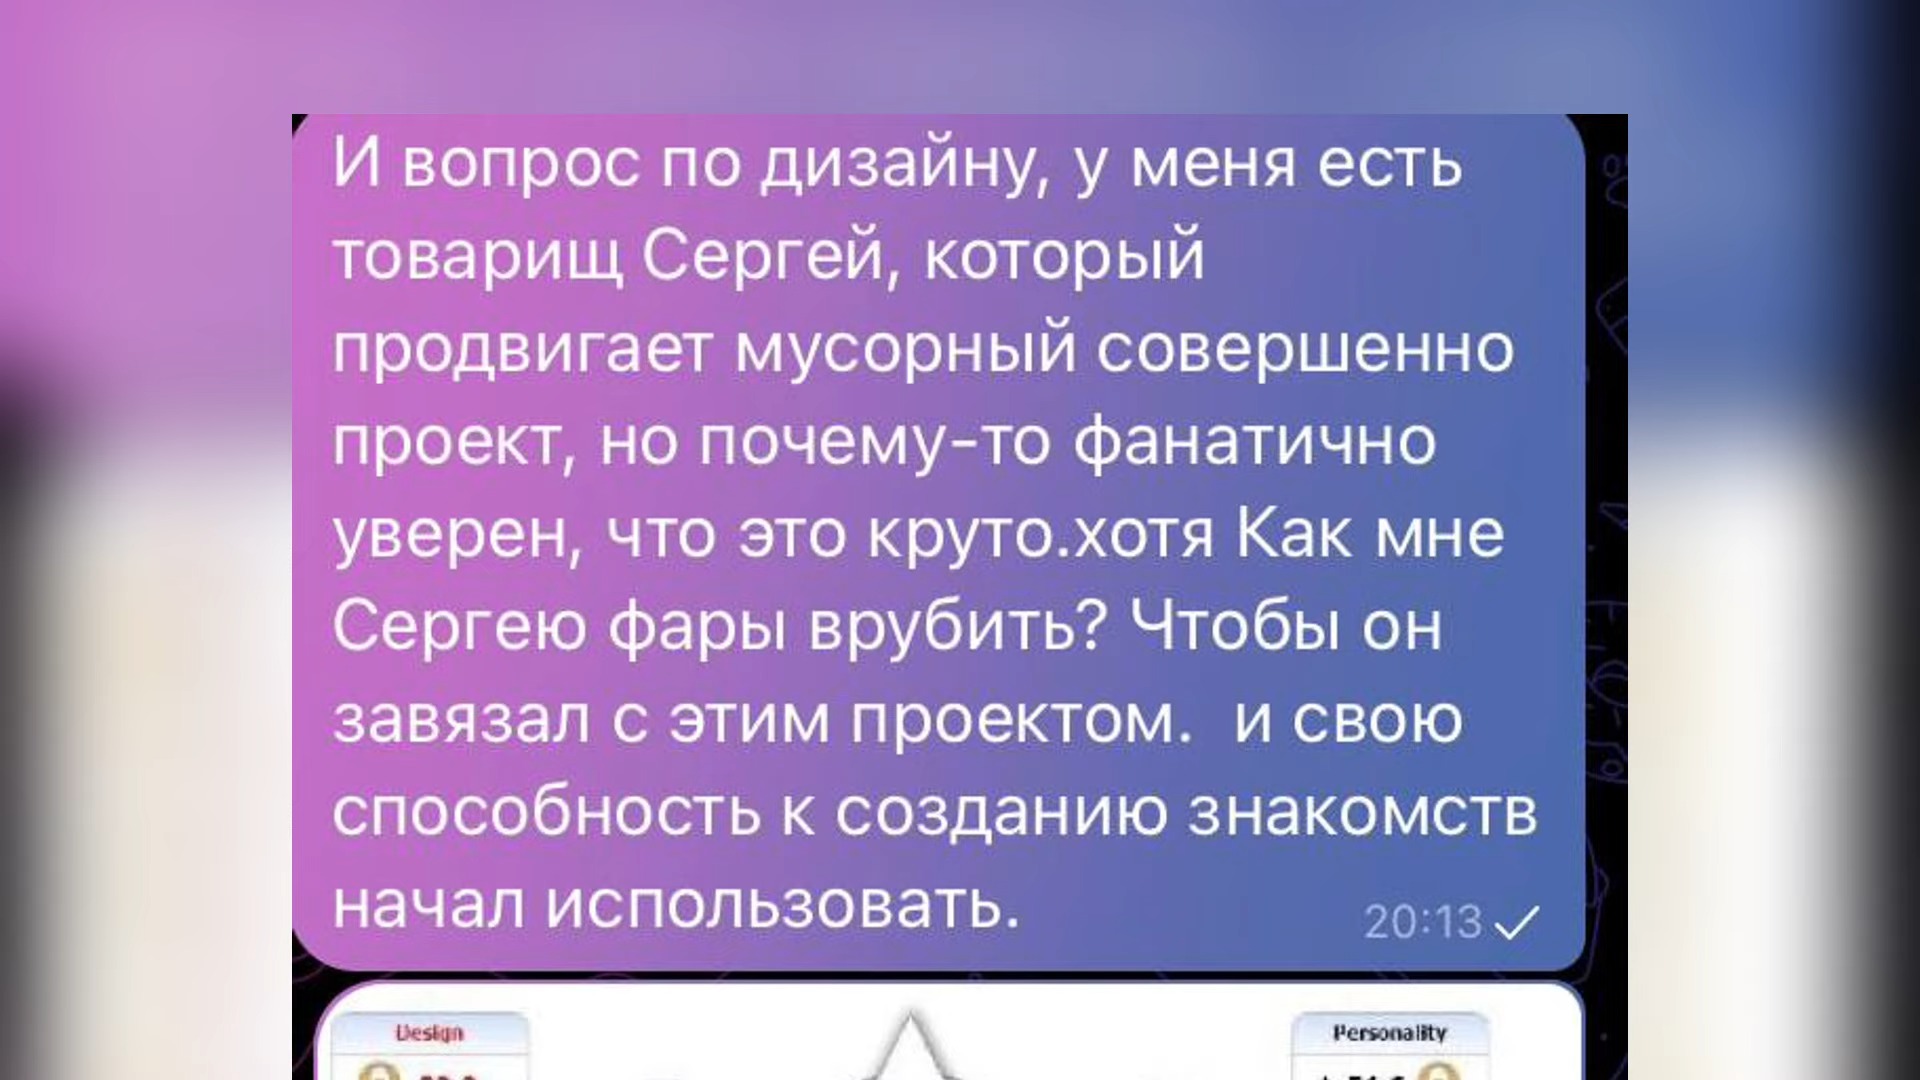 И вопрос по дизайну, у меня есть
товарищ Сергей, который
продвигает мусорный совершенно
проект, но почему-то фанатично
уверен, что это круто.хотя Как мне
Сергею фары врубить? Чтобы он
завязал с этим проектом.  и свою
способность к созданию знакомств
начал использовать.
20:13
Design
Personality